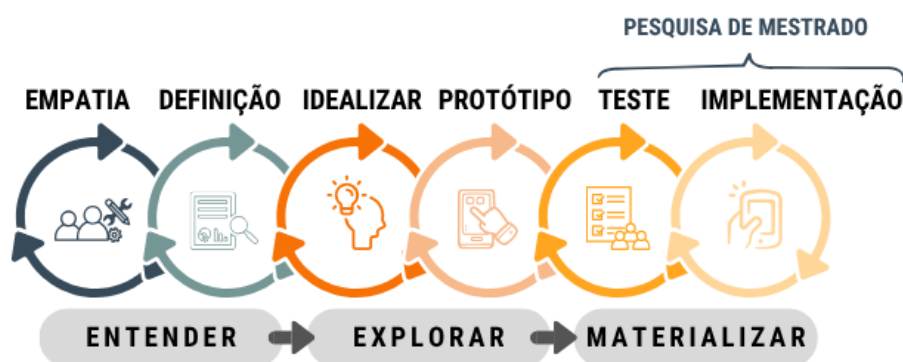 PESQUISA DE MESTRADO
EMPATIA DEFINIÇÃO IDEALIZAR PROTÓTIPO TESTE IMPLEMENTAÇÃO
ENTENDER EXPLORAR MATERIALIZAR